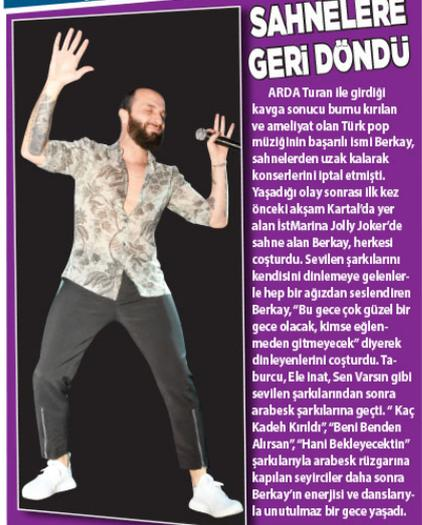 SAHNELERE
GERİ DÖNDÜ
ARDA Turan ile girdiği
kavga sonucu burnu kırılan
ve ameliyat olan Türk pop
müziğinin başarılı ismi Berkay,
sahnelerden uzak kalarak
konserlerini iptal etmişti.
Yaşadığı olay sonrası ilk kez
önceki akşam Kartal'da yer
alan İstMarina Jolly Joker'de
sahne alan Berkay, herkesi
coşturdu. Sevilen şarkılarını
kendisini dinlemeye gelenler-
le hep bir ağızdan seslendiren
Berkay, "Bu gece çok güzel bir
gece olacak, kimse eğlen-
meden gitmeyecek" diyerek
dinleyenlerini coşturdu. Ta-
burcu, Ele inat, Sen Varsın gibi
sevilen şarkılarından sonra
arabesk şarkılarına geçti. " Kaç
Kadeh Kırıldı", "Beni Benden
Alırsan", "Hani Bekleyecektin"
şarkılarıyla arabesk rüzgarına
kapılan seyirciler daha sonra
Berkay'ın enerjisi ve danslarıy-
la unutulmaz bir gece yaşadı.